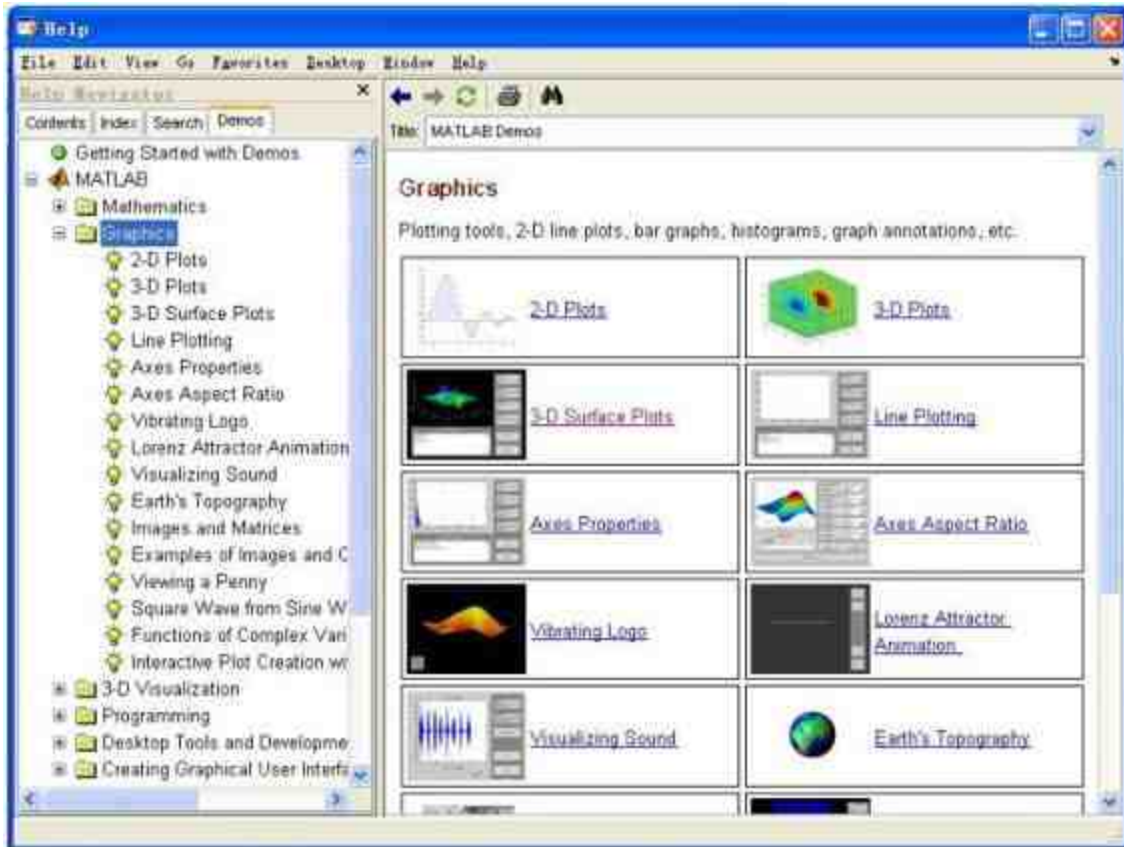 Help
File Edit View Go Favorites Desktop Window Help
Help Navigator
Contents Index Search Demos
Getting Started with Demos
MATLAB
Mathematics
Graphics
2-D Plots
3-D Plots
3-D Surface Plots
Line Plotting
Axes Properties
Axes Aspect Ratio
Vibrating Logo
Lorenz Attractor Animation
Visualizing Sound
Earth's Topography
Images and Matrices
Examples of Images and C
Viewing a Penny
Square Wave from Sine W
Functions of Complex Vari
Interactive Plot Creation wi
3-D Visualization
Programming
Desktop Tools and Developme
Creating Graphical User Interfa
Title: MATLAB Demos
Graphics
Plotting tools, 2-D line plots, bar graphs, histograms, graph annotations, etc.
2-D Plots
3-D Plots
3-D Surface Plots
Line Plotting
Axes Properties
Axes Aspect Ratio
Vibrating Logo
Lorenz Attractor
Animation
Visualizing Sound
Earth's Topography